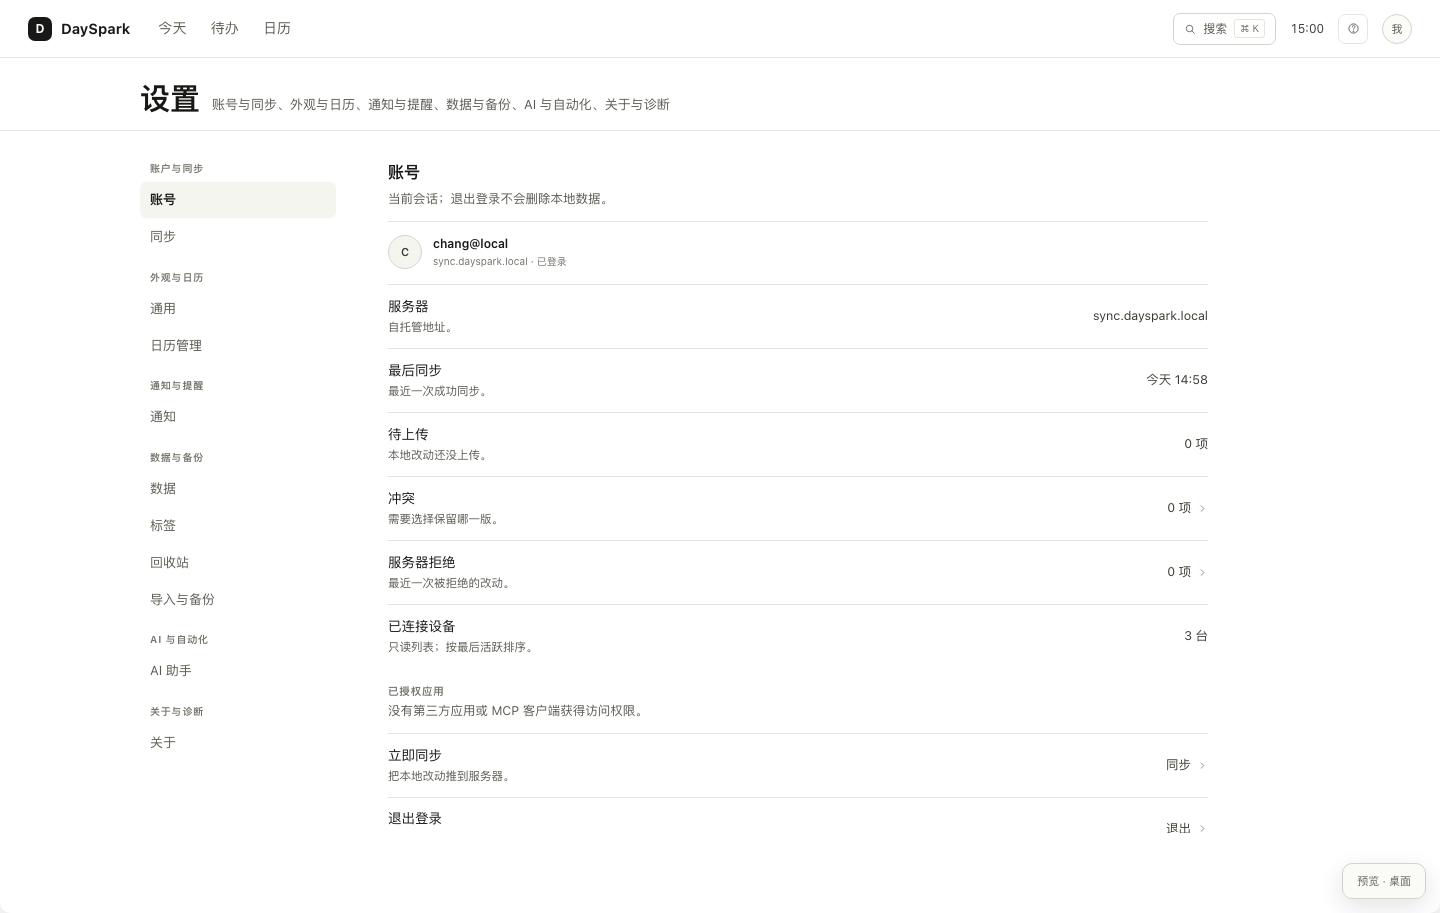 D DaySpark 今天 待办 日历 搜索 ⌘ K 15:00 我
设置 账号与同步、外观与日历、通知与提醒、数据与备份、AI 与自动化、关于与诊断
账户与同步
账号
同步
外观与日历
通用
日历管理
通知与提醒
通知
数据与备份
数据
标签
回收站
导入与备份
AI 与自动化
AI 助手
关于与诊断
关于
账号
当前会话；退出登录不会删除本地数据。
C chang@local
sync.dayspark.local · 已登录
服务器
自托管地址。
sync.dayspark.local
最后同步
最近一次成功同步。
今天 14:58
待上传
本地改动还没上传。
0 项
冲突
需要选择保留哪一版。
0 项
服务器拒绝
最近一次被拒绝的改动。
0 项
已连接设备
只读列表；按最后活跃排序。
3 台
已授权应用
没有第三方应用或 MCP 客户端获得访问权限。
立即同步
把本地改动推到服务器。
同步
退出登录
退出
预览 · 桌面